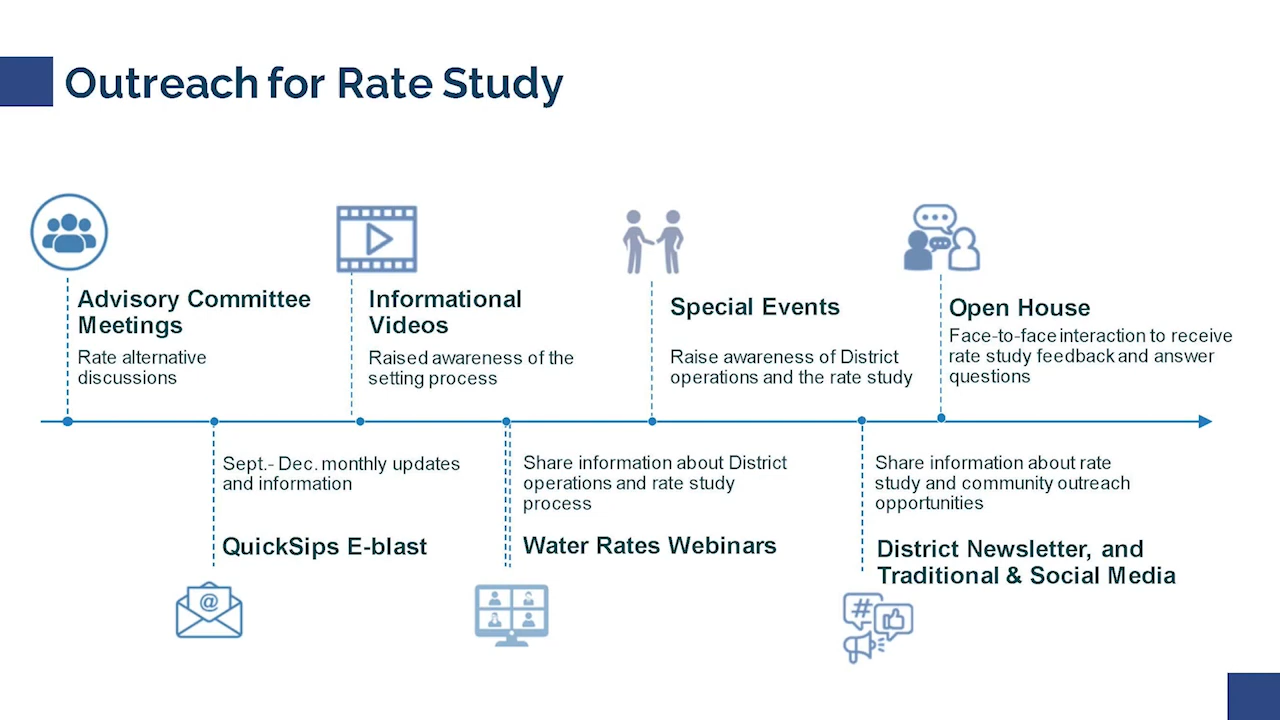 Outreach for Rate Study
Advisory Committee
Meetings
Rate alternative
discussions
Informational
Videos
Raised awareness of the
setting process
Special Events
Raise awareness of District
operations and the rate study
Open House
Face-to-face interaction to receive
rate study feedback and answer
questions
Sept.- Dec. monthly updates
and information
QuickSips E-blast
@
Share information about District
operations and rate study
process
Water Rates Webinars
Share information about rate
study and community outreach
opportunities
District Newsletter, and
Traditional & Social Media
#